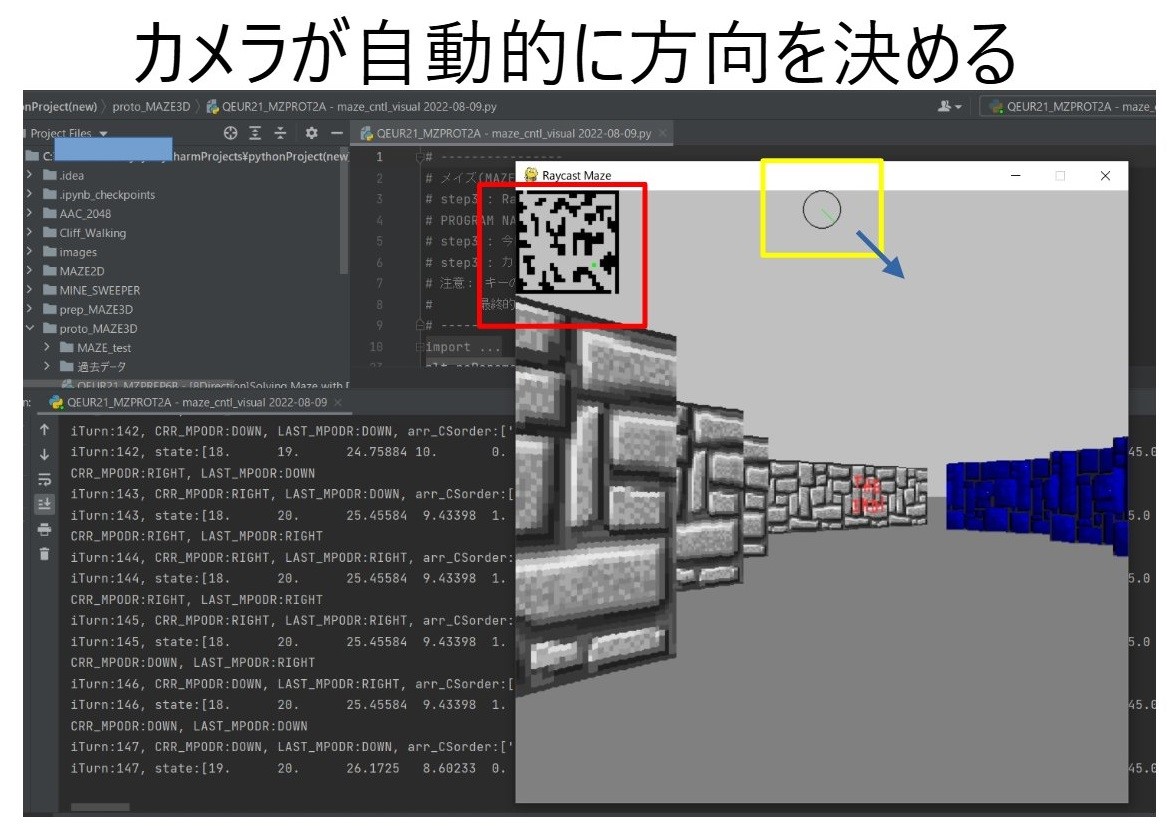 カメラが自動的に方向を決める
onProject(new) 〉 proto_MAZE3D 〉 QEUR21_MZPROT2A - maze_cntl_visual 2022-08-09.py
QEUR21_MZPROT2A - maze_
Project Files
QEUR21_MZPROT2A - maze_cntl_visual 2022-08-09.py
C: harmProjects¥pythonProject(new
.idea
.ipynb_checkpoints
AAC_2048
Cliff_Walking
images
MAZE2D
MINE_SWEEPER
prep_MAZE3D
proto_MAZE3D
MAZE_test
過去データ
QEUR21_MZPREP6B - [8Direction]Solving Maze with [
1 # ----------------
2 # メイズ(MAZE
3 # step3 : Ra
4 # PROGRAM NA
5 # step3 : 今
6 # step3 : カ
7 # 注意： キーの
8 # 最終的
9 # -----
10 import ...
Raycast Maze
QEUR21_MZPROT2A - maze_cntl_visual 2022-08-09
iTurn:142, CRR_MPODR:DOWN, LAST_MPODR:DOWN, arr_CSorder:['
iTurn:142, state:[18. 19. 24.75884 10. 0. 45.0
CRR_MPODR:RIGHT, LAST_MPODR:DOWN
iTurn:143, CRR_MPODR:RIGHT, LAST_MPODR:DOWN, arr_CSorder:[
iTurn:143, state:[18. 20. 25.45584 9.43398 1. 5.0
CRR_MPODR:RIGHT, LAST_MPODR:RIGHT
iTurn:144, CRR_MPODR:RIGHT, LAST_MPODR:RIGHT, arr_CSorder:
iTurn:144, state:[18. 20. 25.45584 9.43398 1. 5.0
CRR_MPODR:RIGHT, LAST_MPODR:RIGHT
iTurn:145, CRR_MPODR:RIGHT, LAST_MPODR:RIGHT, arr_CSorder:
iTurn:145, state:[18. 20. 25.45584 9.43398 1. 5.0
CRR_MPODR:DOWN, LAST_MPODR:RIGHT
iTurn:146, CRR_MPODR:DOWN, LAST_MPODR:RIGHT, arr_CSorder:[
iTurn:146, state:[18. 20. 25.45584 9.43398 1. 45.0
CRR_MPODR:DOWN, LAST_MPODR:DOWN
iTurn:147, CRR_MPODR:DOWN, LAST_MPODR:DOWN, arr_CSorder:['
iTurn:147, state:[19. 20. 26.1725 8.60233 0. 45.0